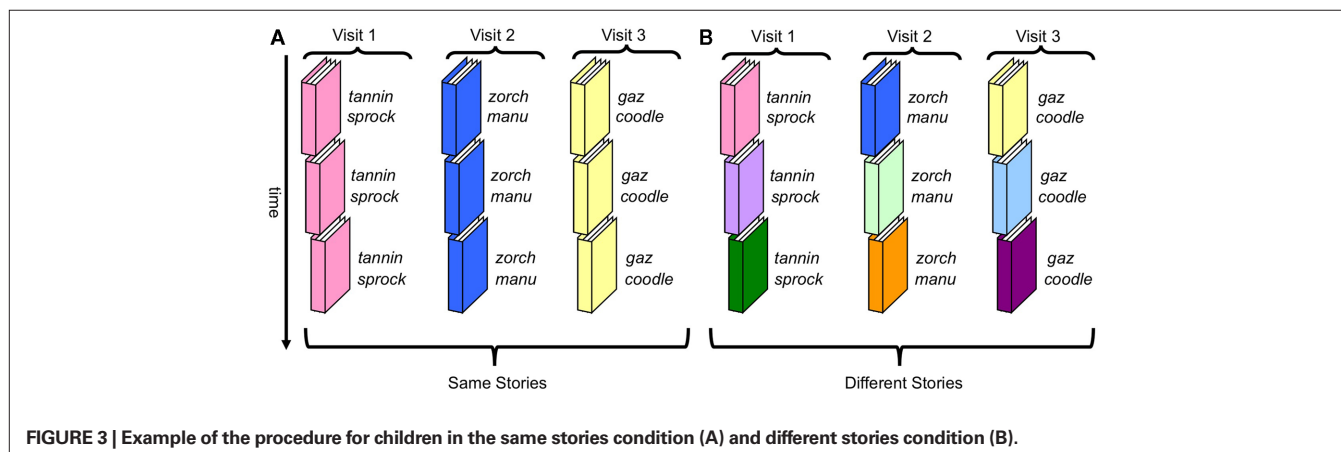 A Visit 1 Visit 2 Visit 3 B Visit 1 Visit 2 Visit 3
tannin zorch gaz tannin zorch gaz
sprock manu coodle sprock manu coodle
tannin zorch gaz tannin zorch gaz
sprock manu coodle sprock manu coodle
time
tannin zorch gaz tannin zorch gaz
sprock manu coodle sprock manu coodle
Same Stories Different Stories
FIGURE 3 | Example of the procedure for children in the same stories condition (A) and different stories condition (B).